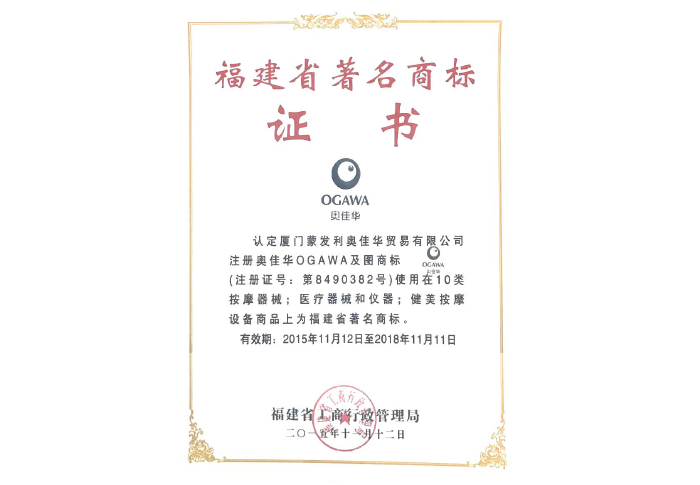 福建省著名商标
证 书
OGAWA
奥佳华
认定厦门蒙发利奥佳华贸易有限公司
注册奥佳华OGAWA及图商标
OGAWA
奥佳华
(注册证号：第8490382号)使用在10类
按摩器械；医疗器械和仪器；健美按摩
设备商品上为福建省著名商标。
有效期：2015年11月12日至2018年11月11日
福建省工商行政管理局
二〇一五年十一月十二日